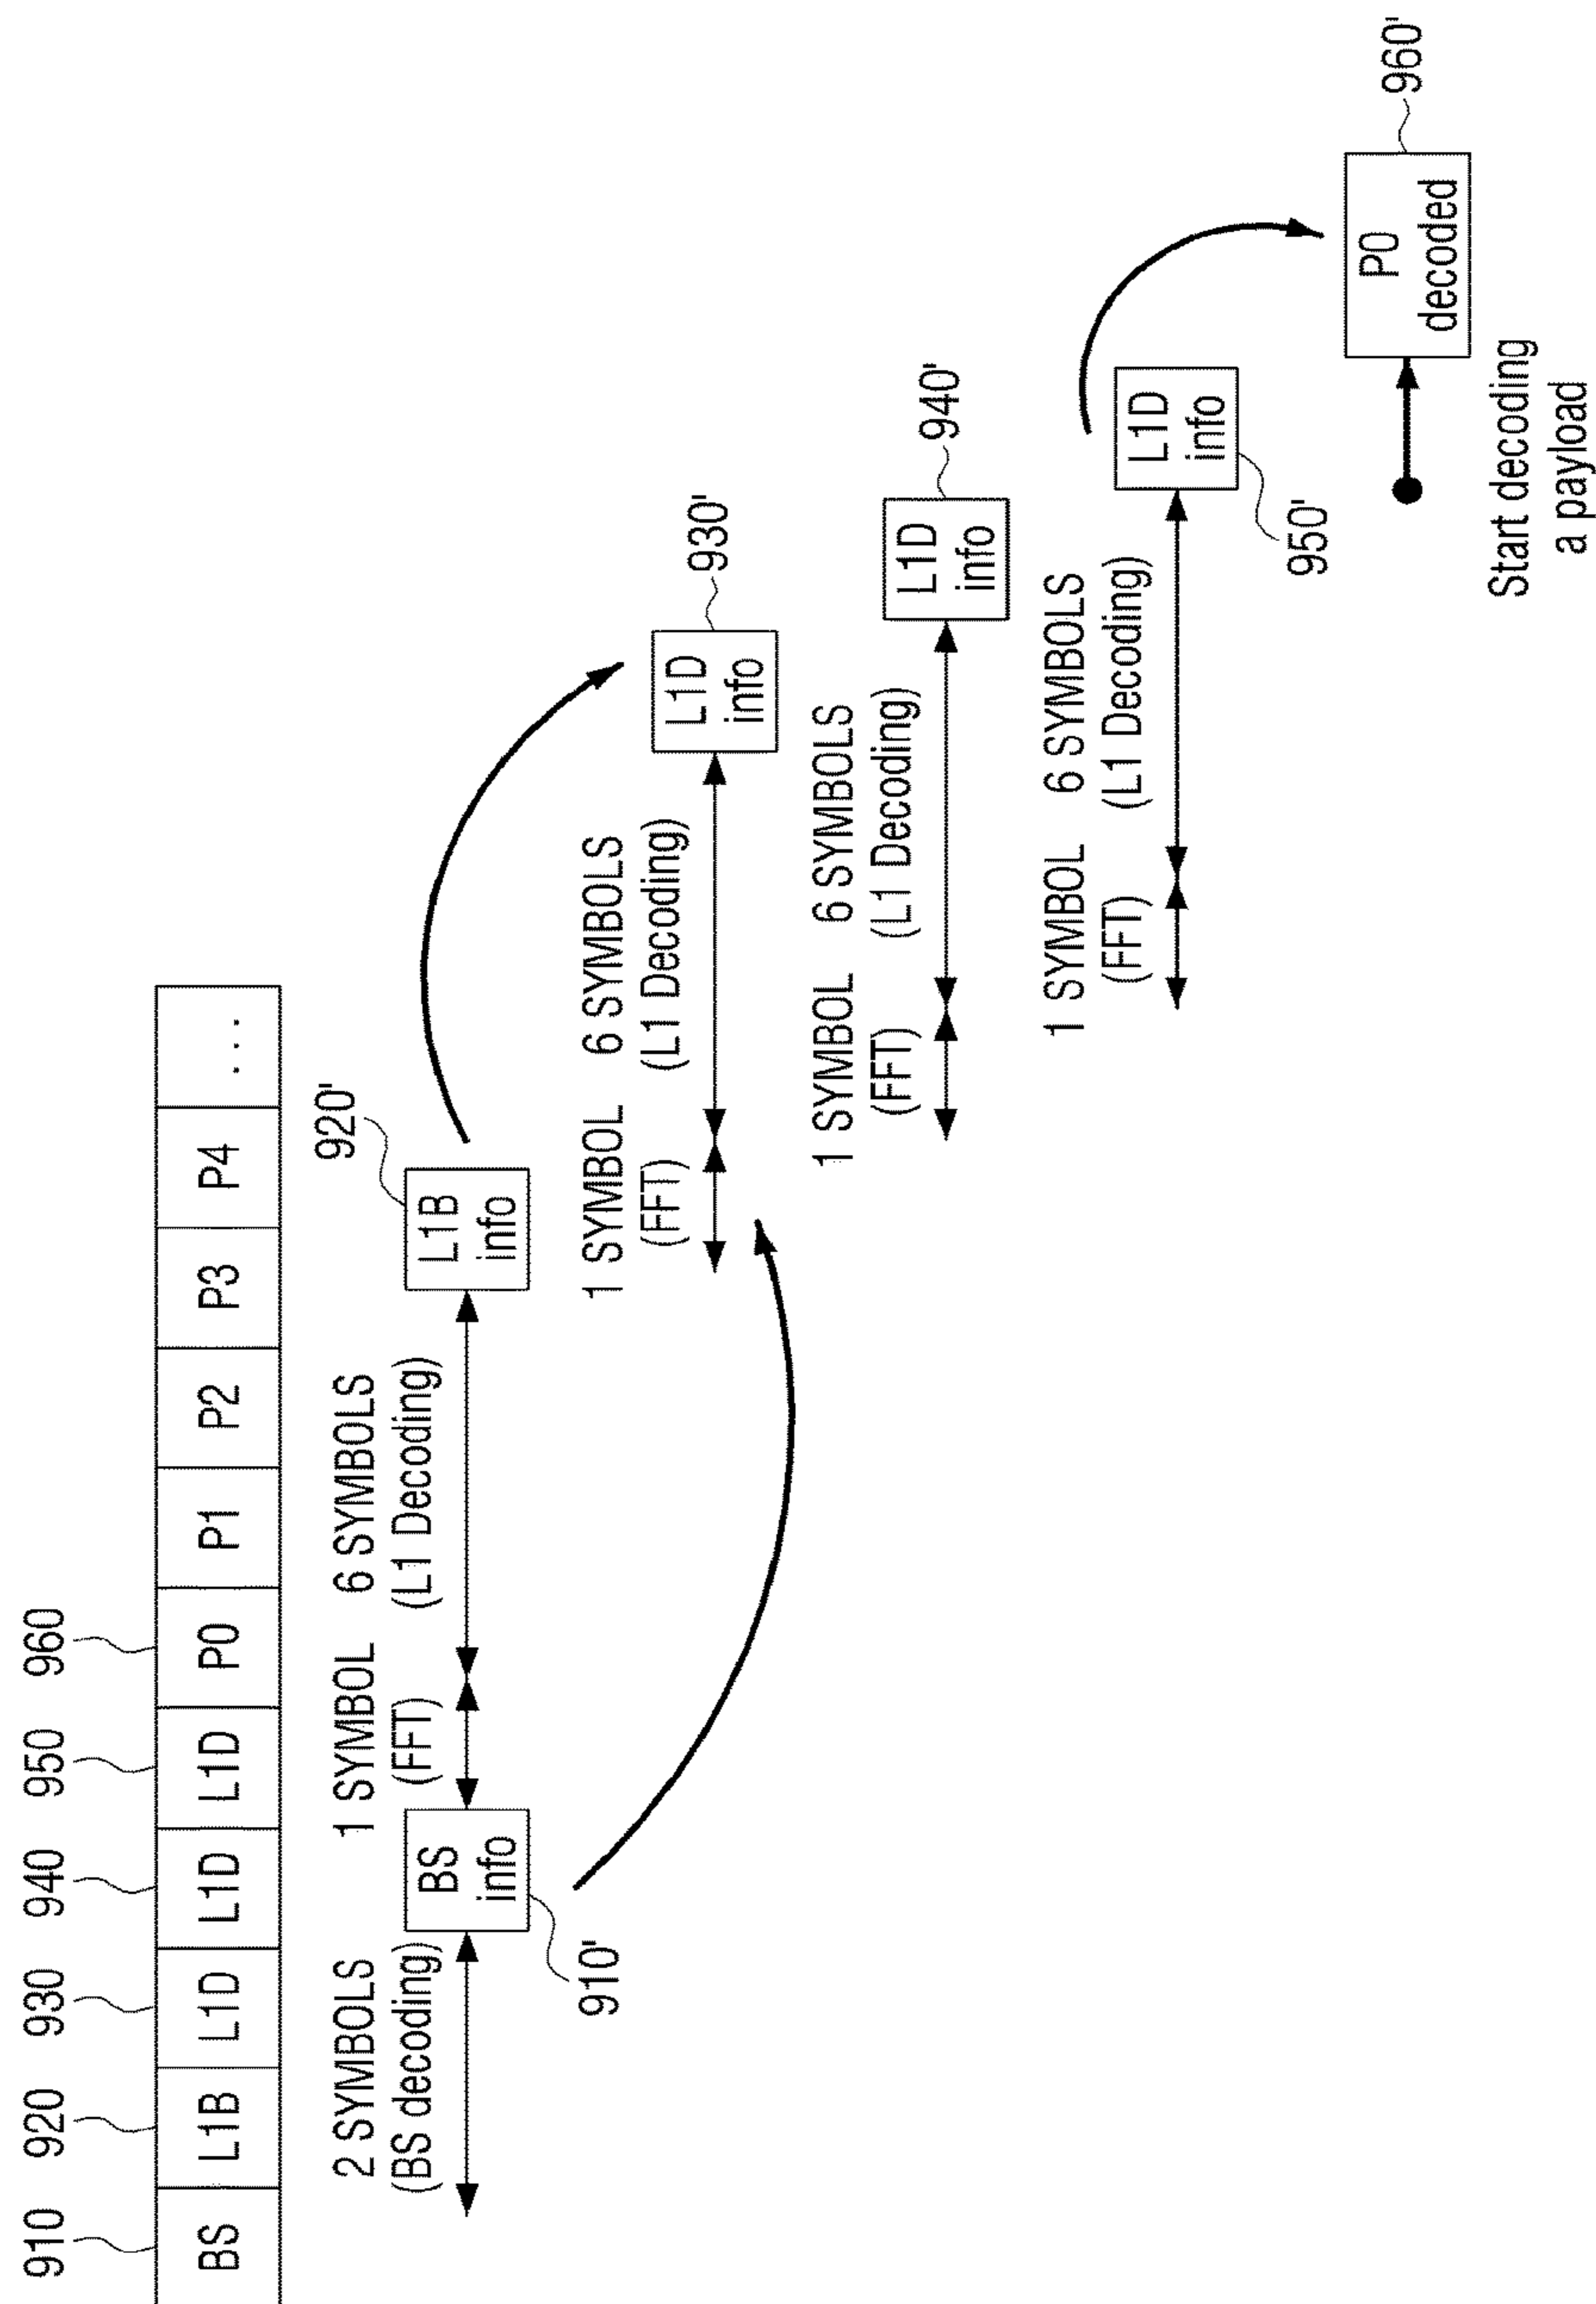 910 920 930 940 950 960
BS L1B L1D L1D L1D P0 P1 P2 P3 P4 ...
2 SYMBOLS
(BS decoding)
BS
info
910'
1 SYMBOL
(FFT)
6 SYMBOLS
(L1 Decoding)
L1B
info
920'
1 SYMBOL
(FFT)
6 SYMBOLS
(L1 Decoding)
L1D
info
930'
1 SYMBOL
(FFT)
6 SYMBOLS
(L1 Decoding)
L1D
info
940'
1 SYMBOL
(FFT)
6 SYMBOLS
(L1 Decoding)
L1D
info
950'
P0
decoded
960'
Start decoding
a payload